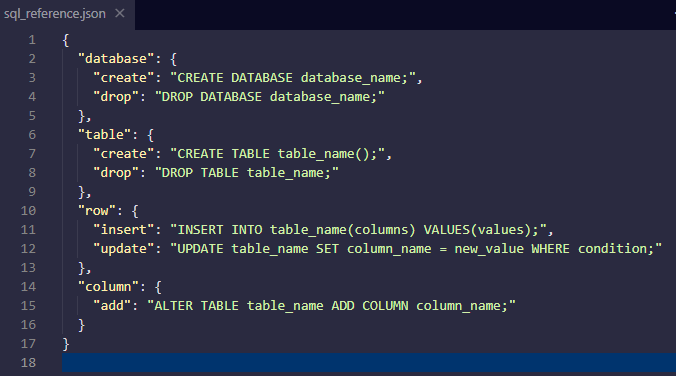 sql_reference.json ×
1 {
2   "database": {
3     "create": "CREATE DATABASE database_name;",
4     "drop": "DROP DATABASE database_name;"
5   },
6   "table": {
7     "create": "CREATE TABLE table_name();",
8     "drop": "DROP TABLE table_name;"
9   },
10   "row": {
11     "insert": "INSERT INTO table_name(columns) VALUES(values);",
12     "update": "UPDATE table_name SET column_name = new_value WHERE condition;"
13   },
14   "column": {
15     "add": "ALTER TABLE table_name ADD COLUMN column_name;"
16   }
17 }
18